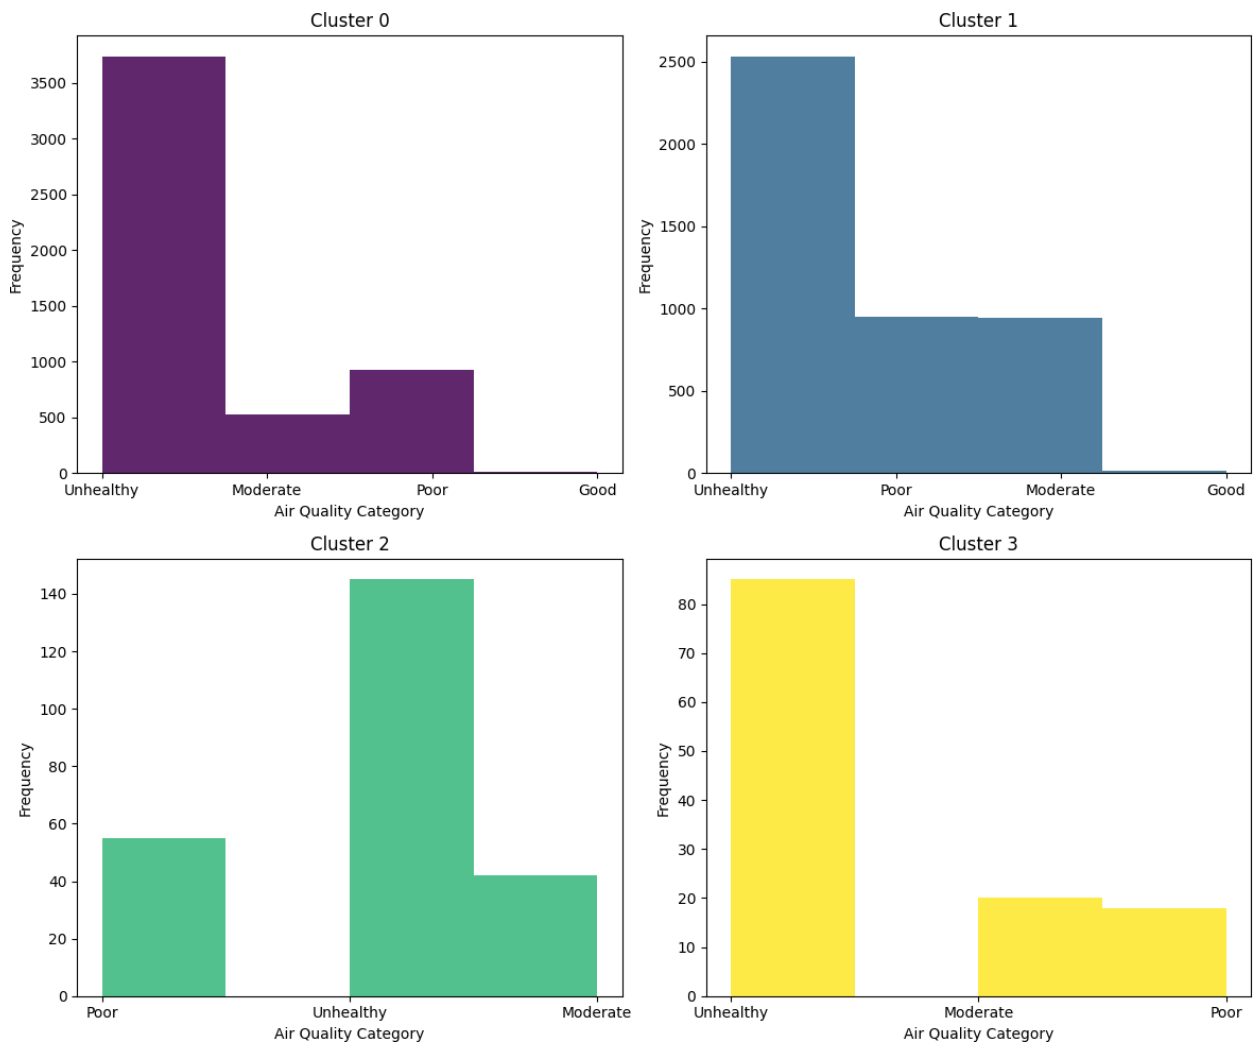 Cluster 0
Frequency
3500
3000
2500
2000
1500
1000
500
0
Unhealthy Moderate Poor Good
Air Quality Category
Cluster 1
Frequency
2500
2000
1500
1000
500
0
Unhealthy Poor Moderate Good
Air Quality Category
Cluster 2
Frequency
140
120
100
80
60
40
20
0
Poor Unhealthy Moderate
Air Quality Category
Cluster 3
Frequency
80
70
60
50
40
30
20
10
0
Unhealthy Moderate Poor
Air Quality Category